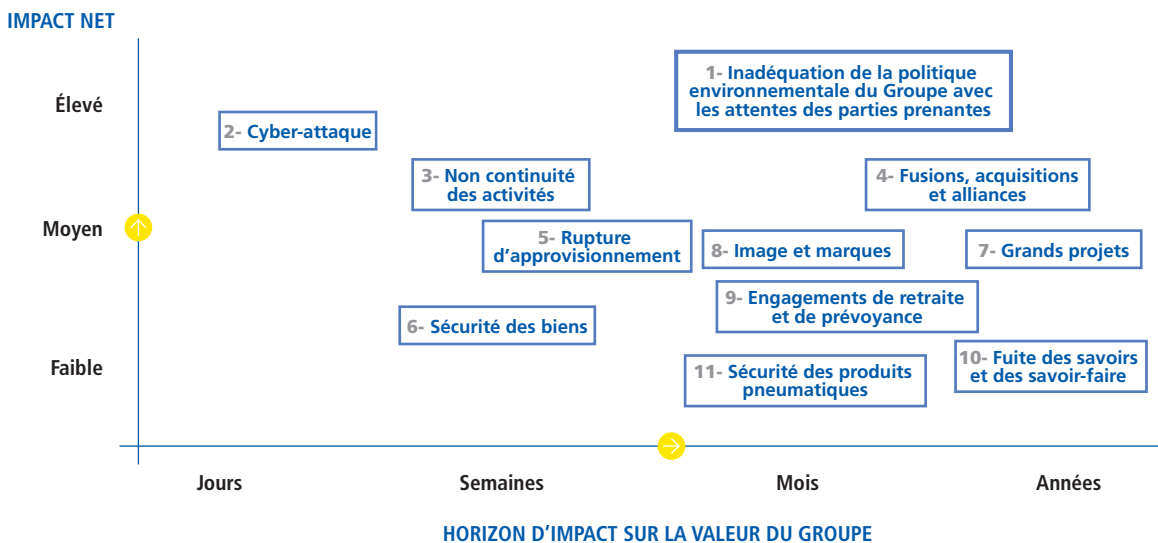 IMPACT NET
Élevé
Moyen
Faible
1- Inadéquation de la politique
environnementale du Groupe avec
les attentes des parties prenantes
2- Cyber-attaque
3- Non continuité
des activités
4- Fusions, acquisitions
et alliances
5- Rupture
d’approvisionnement
8- Image et marques
7- Grands projets
9- Engagements de retraite
et de prévoyance
6- Sécurité des biens
10- Fuite des savoirs
et des savoir-faire
11- Sécurité des produits
pneumatiques
Jours
Semaines
Mois
Années
HORIZON D’IMPACT SUR LA VALEUR DU GROUPE